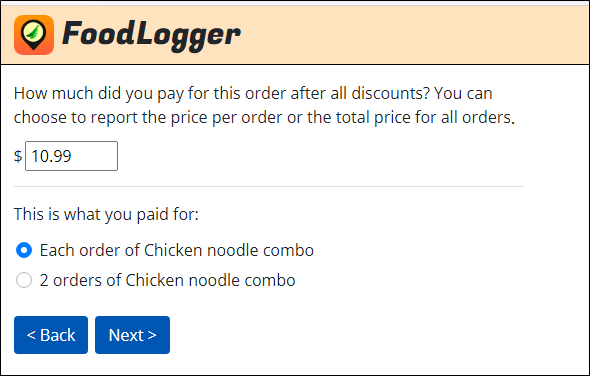 FoodLogger
How much did you pay for this order after all discounts? You can
choose to report the price per order or the total price for all orders.
$ 10.99
This is what you paid for:
Each order of Chicken noodle combo
2 orders of Chicken noodle combo
< Back Next >